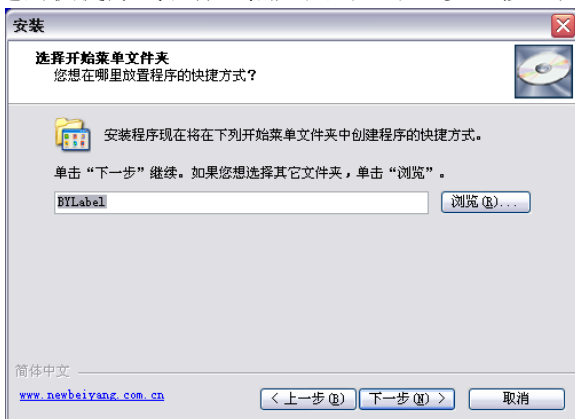 安装
选择开始菜单文件夹
您想在哪里放置程序的快捷方式?
安装程序现在将在下列开始菜单文件夹中创建程序的快捷方式。
单击“下一步”继续。如果您想选择其它文件夹，单击“浏览”。
BYLabel
浏览(R)...
简体中文
www.newbeiyang.com.cn
< 上一步(B)
下一步(N) >
取消